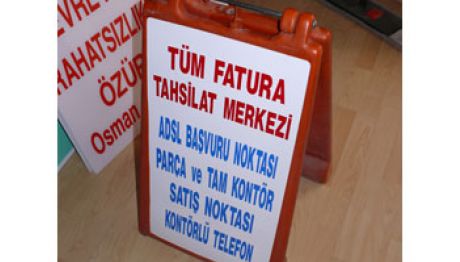 RAHATSIZLIK
ÖZÜR
Osman
TÜM FATURA
TAHSİLAT MERKEZİ
ADSL BAŞVURU NOKTASI
PARÇA ve TAM KONTÖR
SATIŞ NOKTASI
KONTÖRLÜ TELEFON